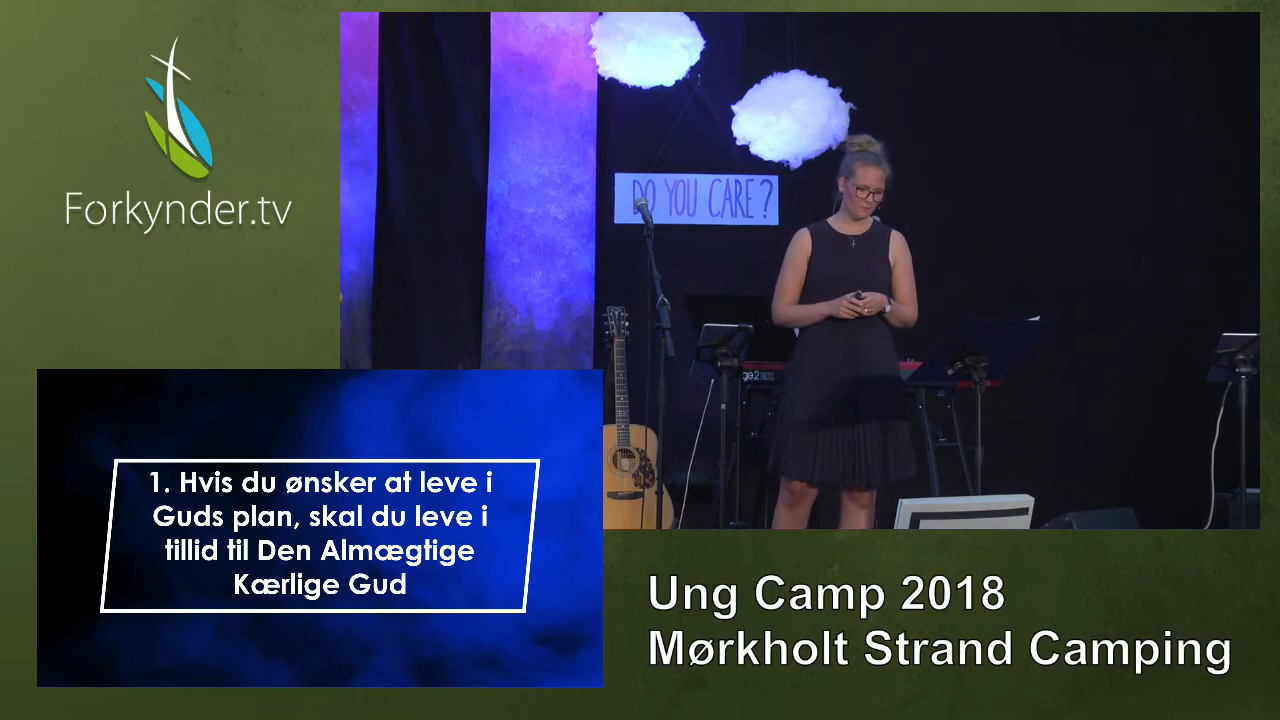 Forkynder.tv
DO YOU CARE?
1. Hvis du ønsker at leve i
Guds plan, skal du leve i
tillid til Den Almægtige
Kærlige Gud
Ung Camp 2018
Mørkholt Strand Camping